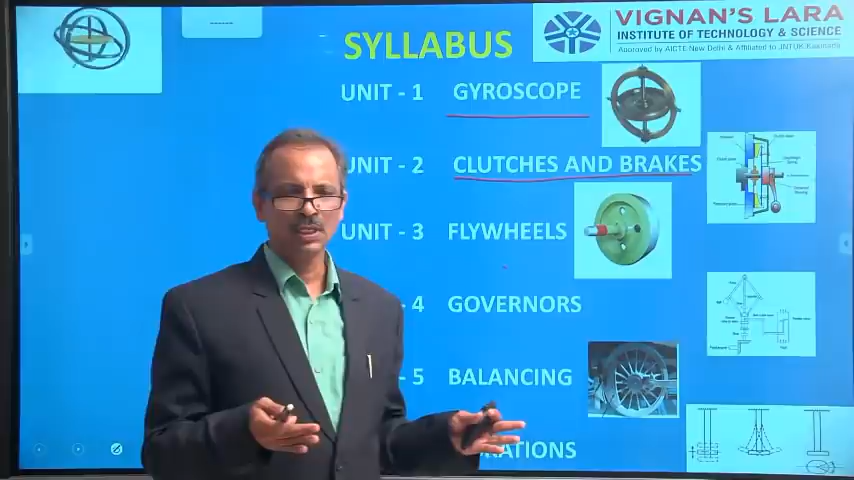 SYLLABUS
VIGNAN'S LARA
INSTITUTE OF TECHNOLOGY & SCIENCE
Approved by AICTE New Delhi & Affiliated to JNTUK Kakinada
UNIT - 1 GYROSCOPE
UNIT - 2 CLUTCHES AND BRAKES
UNIT - 3 FLYWHEELS
- 4 GOVERNORS
- 5 BALANCING
RATIONS